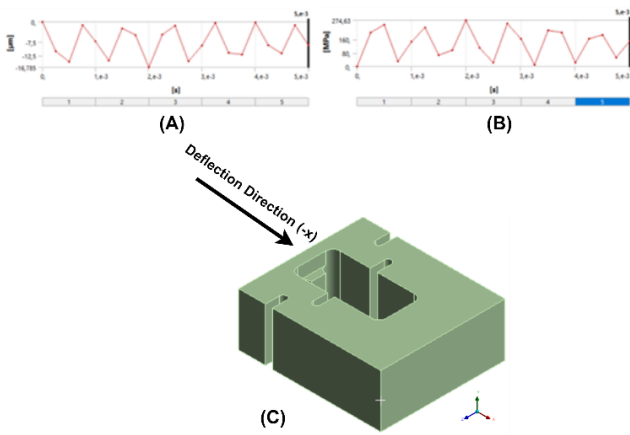 5,e-3
0,
-7,5
-12,5
-16,785
[µm]
0, 1,e-3 2,e-3 3,e-3 4,e-3 5,e-3
[s]
1 2 3 4 5
(A)
5,e-3
274,63
160,
80,
0,
[MPa]
0, 1,e-3 2,e-3 3,e-3 4,e-3 5,e-3
[s]
1 2 3 4 5
(B)
Deflection Direction (-x)
(C)